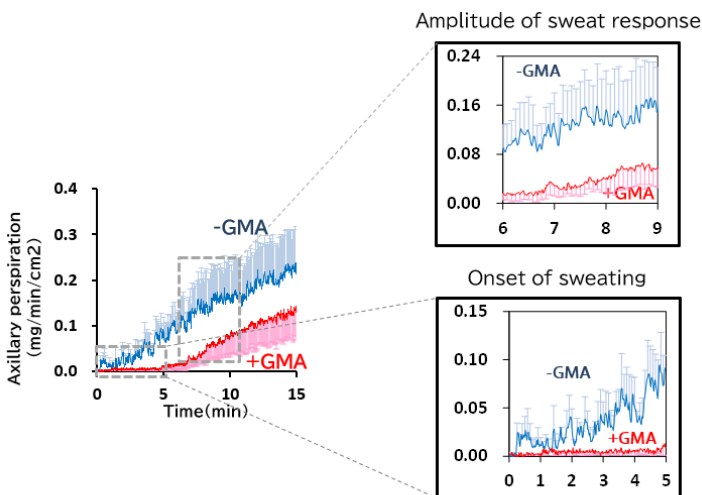 Amplitude of sweat response
0.24
0.16
0.08
0.00
-GMA
+GMA
6 7 8 9
Axillary perspiration
(mg/min/cm2)
0.4
0.3
0.2
0.1
0.0
-GMA
+GMA
0 5 10 15
Time(min)
Onset of sweating
0.15
0.10
0.05
0.00
-GMA
+GMA
0 1 2 3 4 5